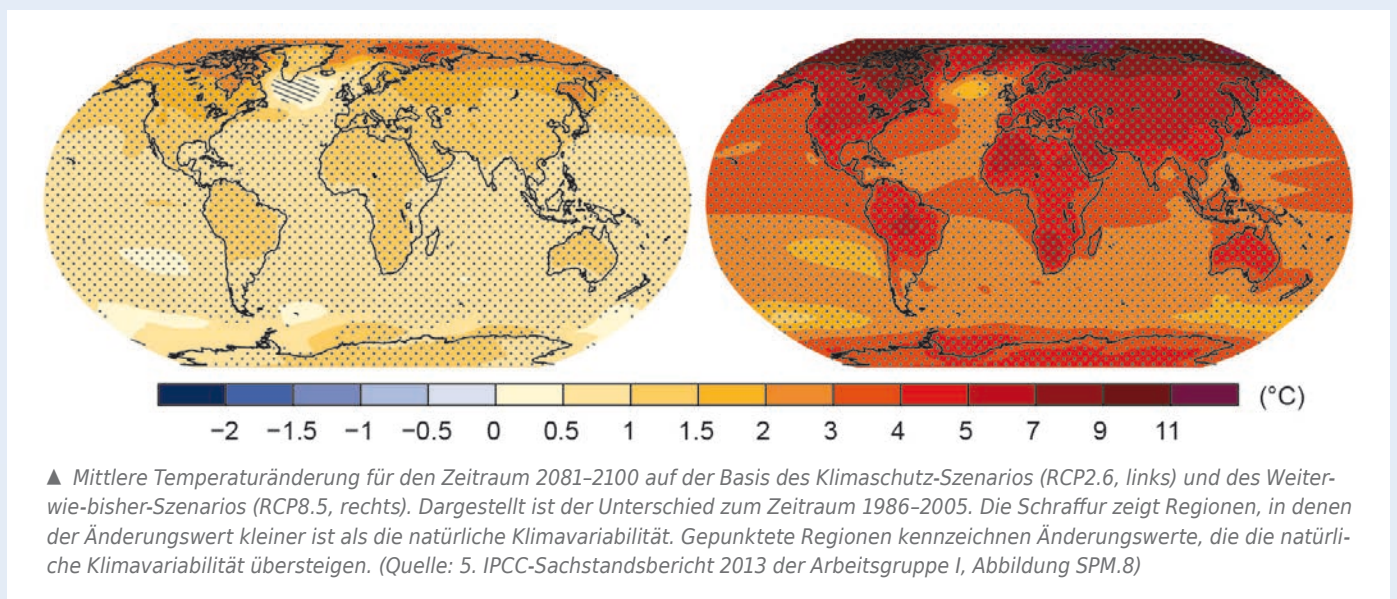 (°C)
−2 −1.5 −1 −0.5 0 0.5 1 1.5 2 3 4 5 7 9 11
▲ Mittlere Temperaturänderung für den Zeitraum 2081–2100 auf der Basis des Klimaschutz-Szenarios (RCP2.6, links) und des Weiter-
wie-bisher-Szenarios (RCP8.5, rechts). Dargestellt ist der Unterschied zum Zeitraum 1986–2005. Die Schraffur zeigt Regionen, in denen
der Änderungswert kleiner ist als die natürliche Klimavariabilität. Gepunktete Regionen kennzeichnen Änderungswerte, die die natürli-
che Klimavariabilität übersteigen. (Quelle: 5. IPCC-Sachstandsbericht 2013 der Arbeitsgruppe I, Abbildung SPM.8)